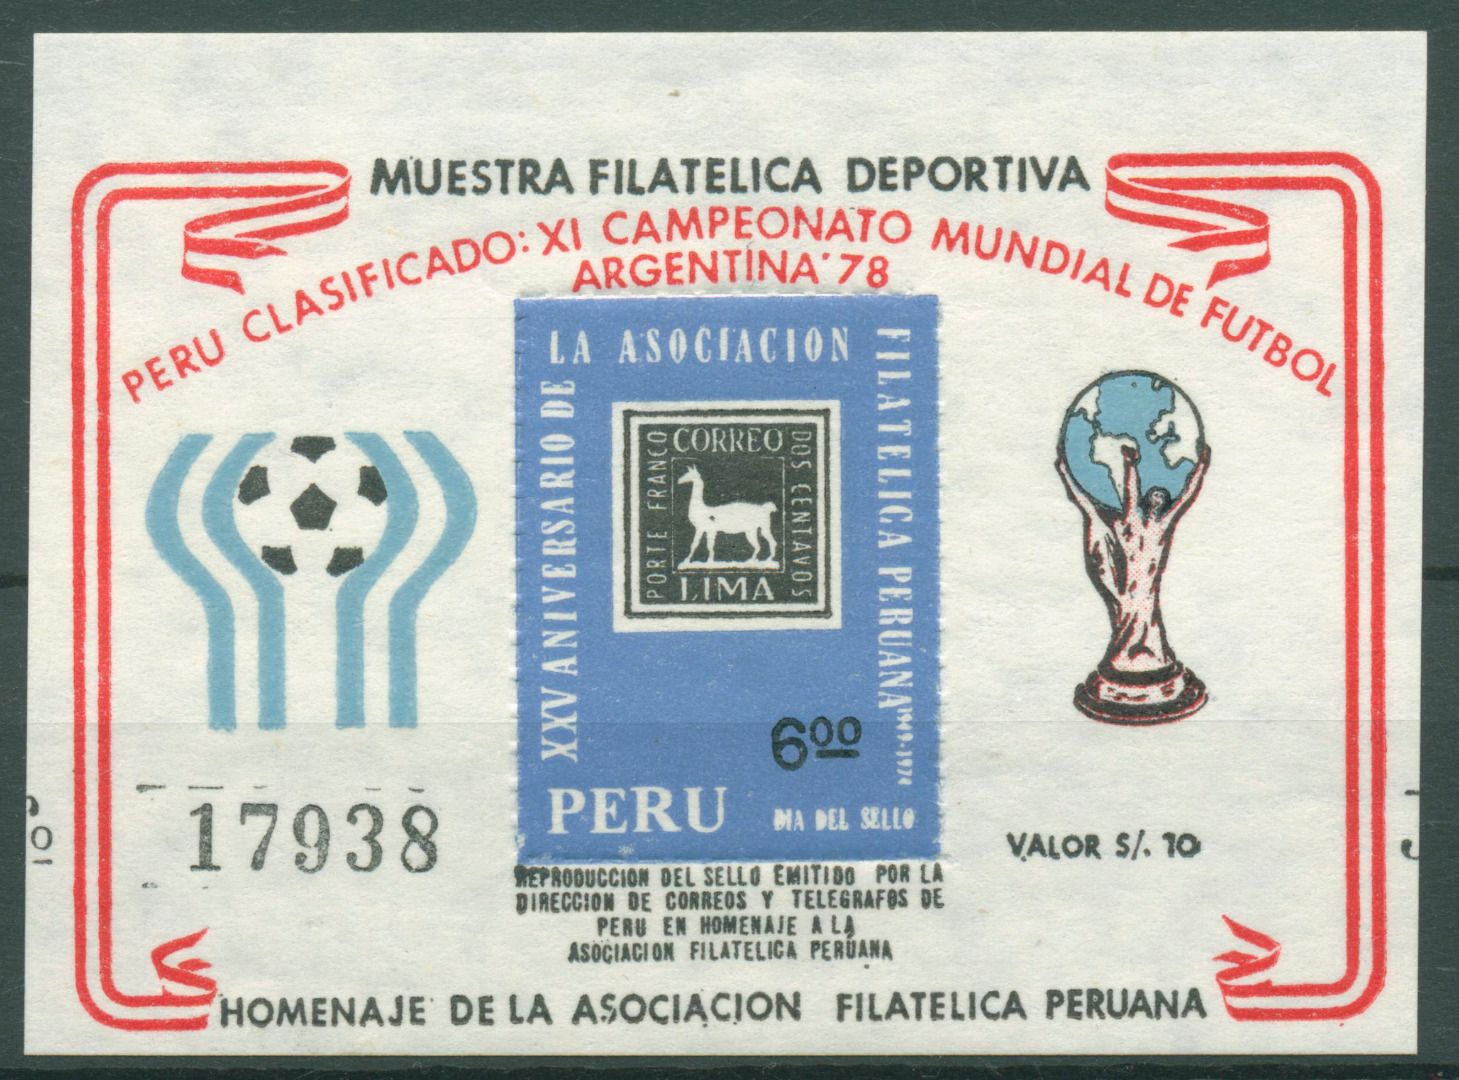 MUESTRA FILATELICA DEPORTIVA
PERU CLASIFICADO: XI CAMPEONATO MUNDIAL DE FUTBOL
ARGENTINA '78
XXV ANIVERSARIO DE LA ASOCIACION FILATELICA PERUANA 1949-1974
PORTE FRANCO
CORREO
DOS CENTAVOS
LIMA
6 00
PERU
DIA DEL SELLO
17938
VALOR S/. 10
REPRODUCCION DEL SELLO EMITIDO POR LA
DIRECCION DE CORREOS Y TELEGRAFOS DE
PERU EN HOMENAJE A LA
ASOCIACION FILATELICA PERUANA
HOMENAJE DE LA ASOCIACION FILATELICA PERUANA